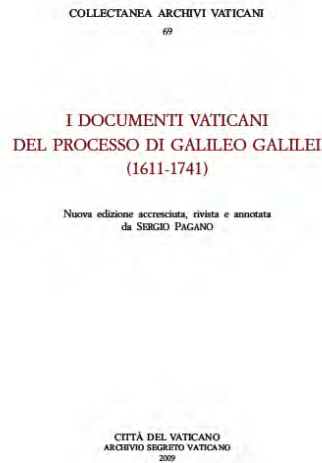 COLLECTANEA ARCHIVI VATICANI
69
I DOCUMENTI VATICANI
DEL PROCESSO DI GALILEO GALILEI
(1611-1741)
Nuova edizione accresciuta, rivista e annotata
da SERGIO PAGANO
CITTÀ DEL VATICANO
ARCHIVIO SEGRETO VATICANO
2009